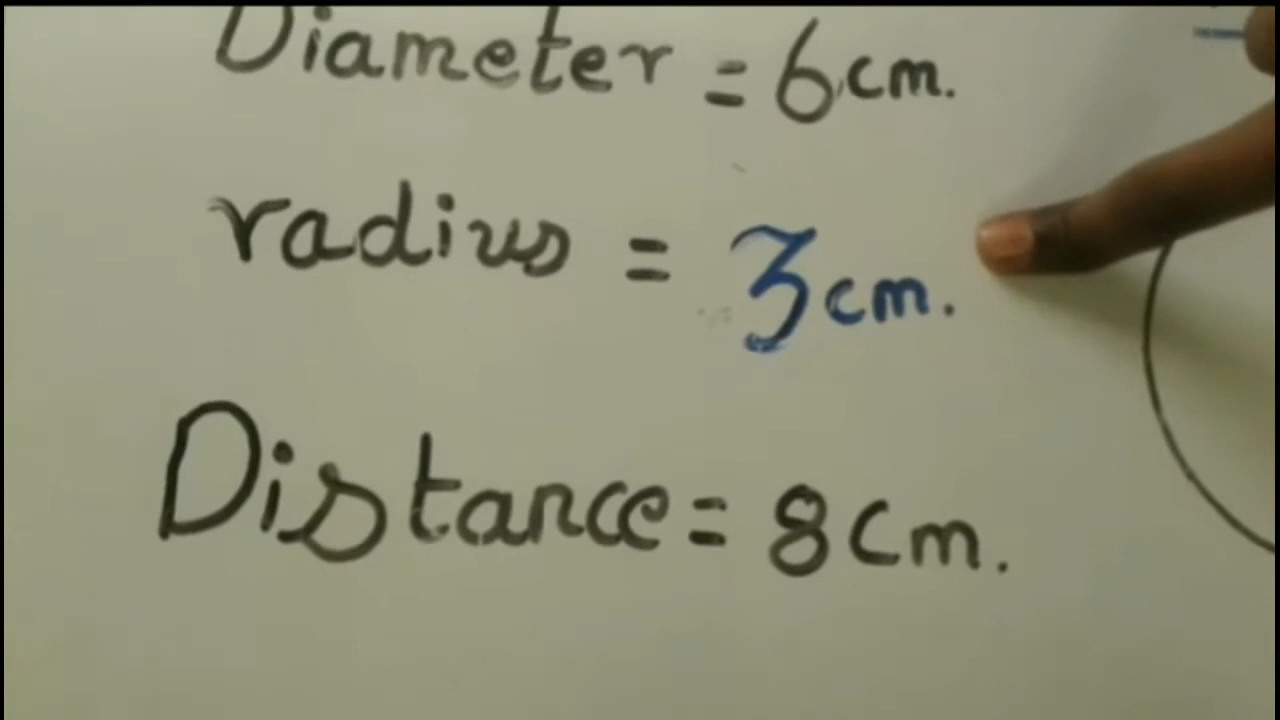 Diameter = 6cm.
radius = 3cm.
Distance = 8cm.